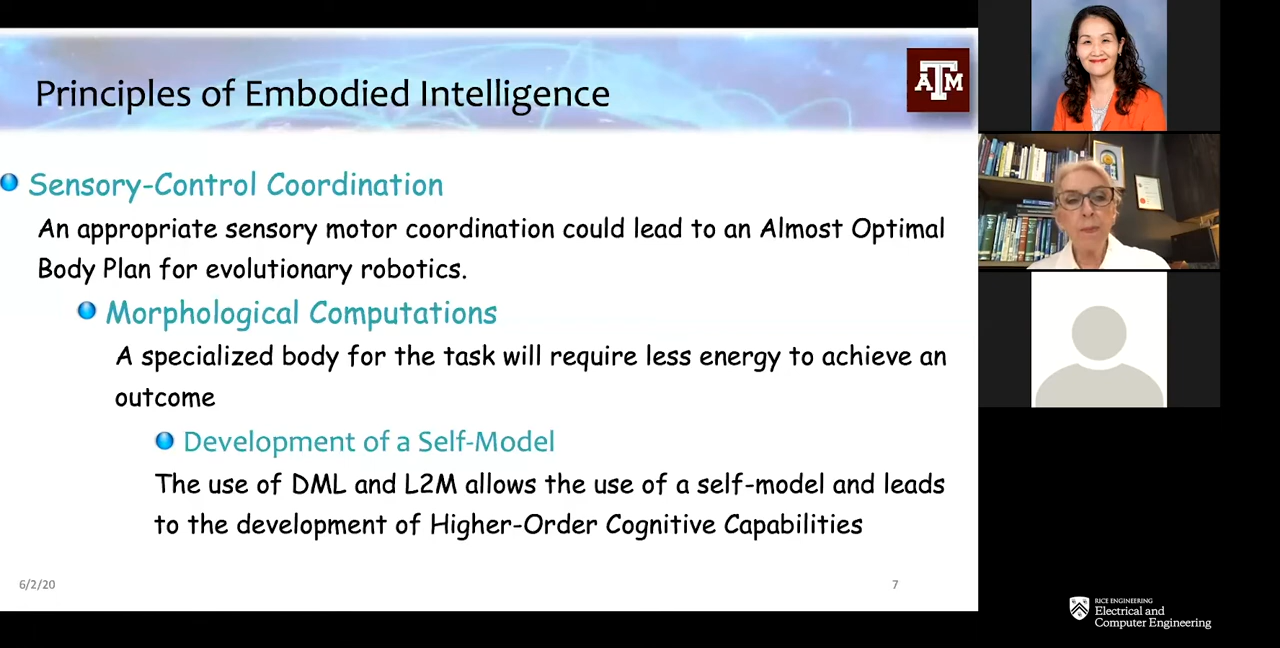 Principles of Embodied Intelligence
A T M
Sensory-Control Coordination
An appropriate sensory motor coordination could lead to an Almost Optimal
Body Plan for evolutionary robotics.
Morphological Computations
A specialized body for the task will require less energy to achieve an
outcome
Development of a Self-Model
The use of DML and L2M allows the use of a self-model and leads
to the development of Higher-Order Cognitive Capabilities
6/2/20
7
RICE ENGINEERING
Electrical and
Computer Engineering